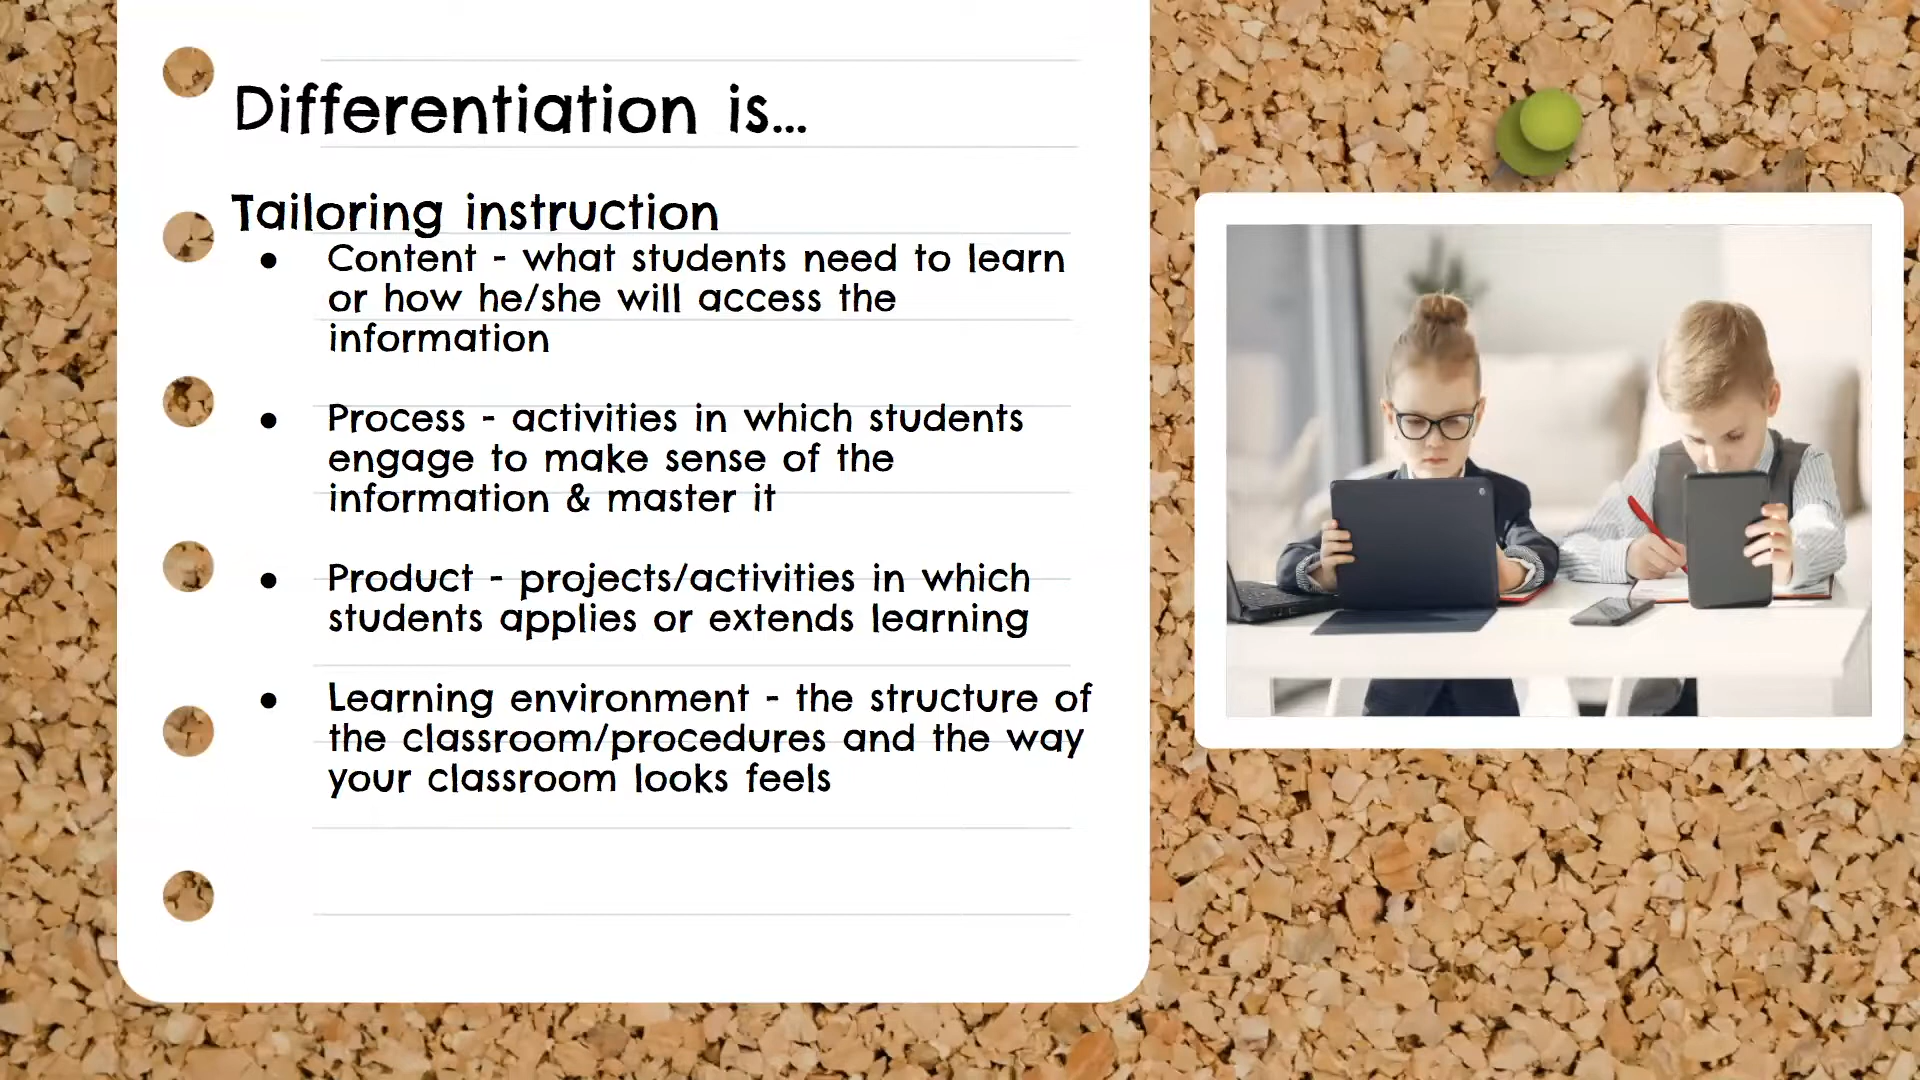 Differentiation is...
Tailoring instruction
● Content - what students need to learn
or how he/she will access the
information
● Process - activities in which students
engage to make sense of the
information & master it
● Product - projects/activities in which
students applies or extends learning
● Learning environment - the structure of
the classroom/procedures and the way
your classroom looks feels